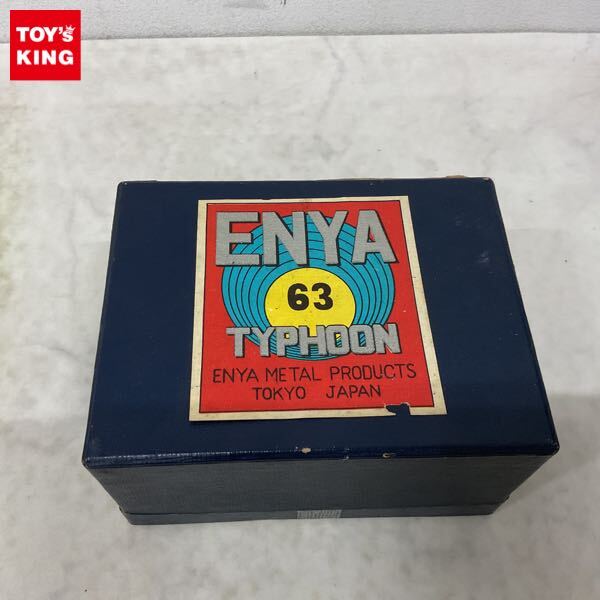 TOY's
KING
ENYA
63
TYPHOON
ENYA METAL PRODUCTS
TOKYO JAPAN